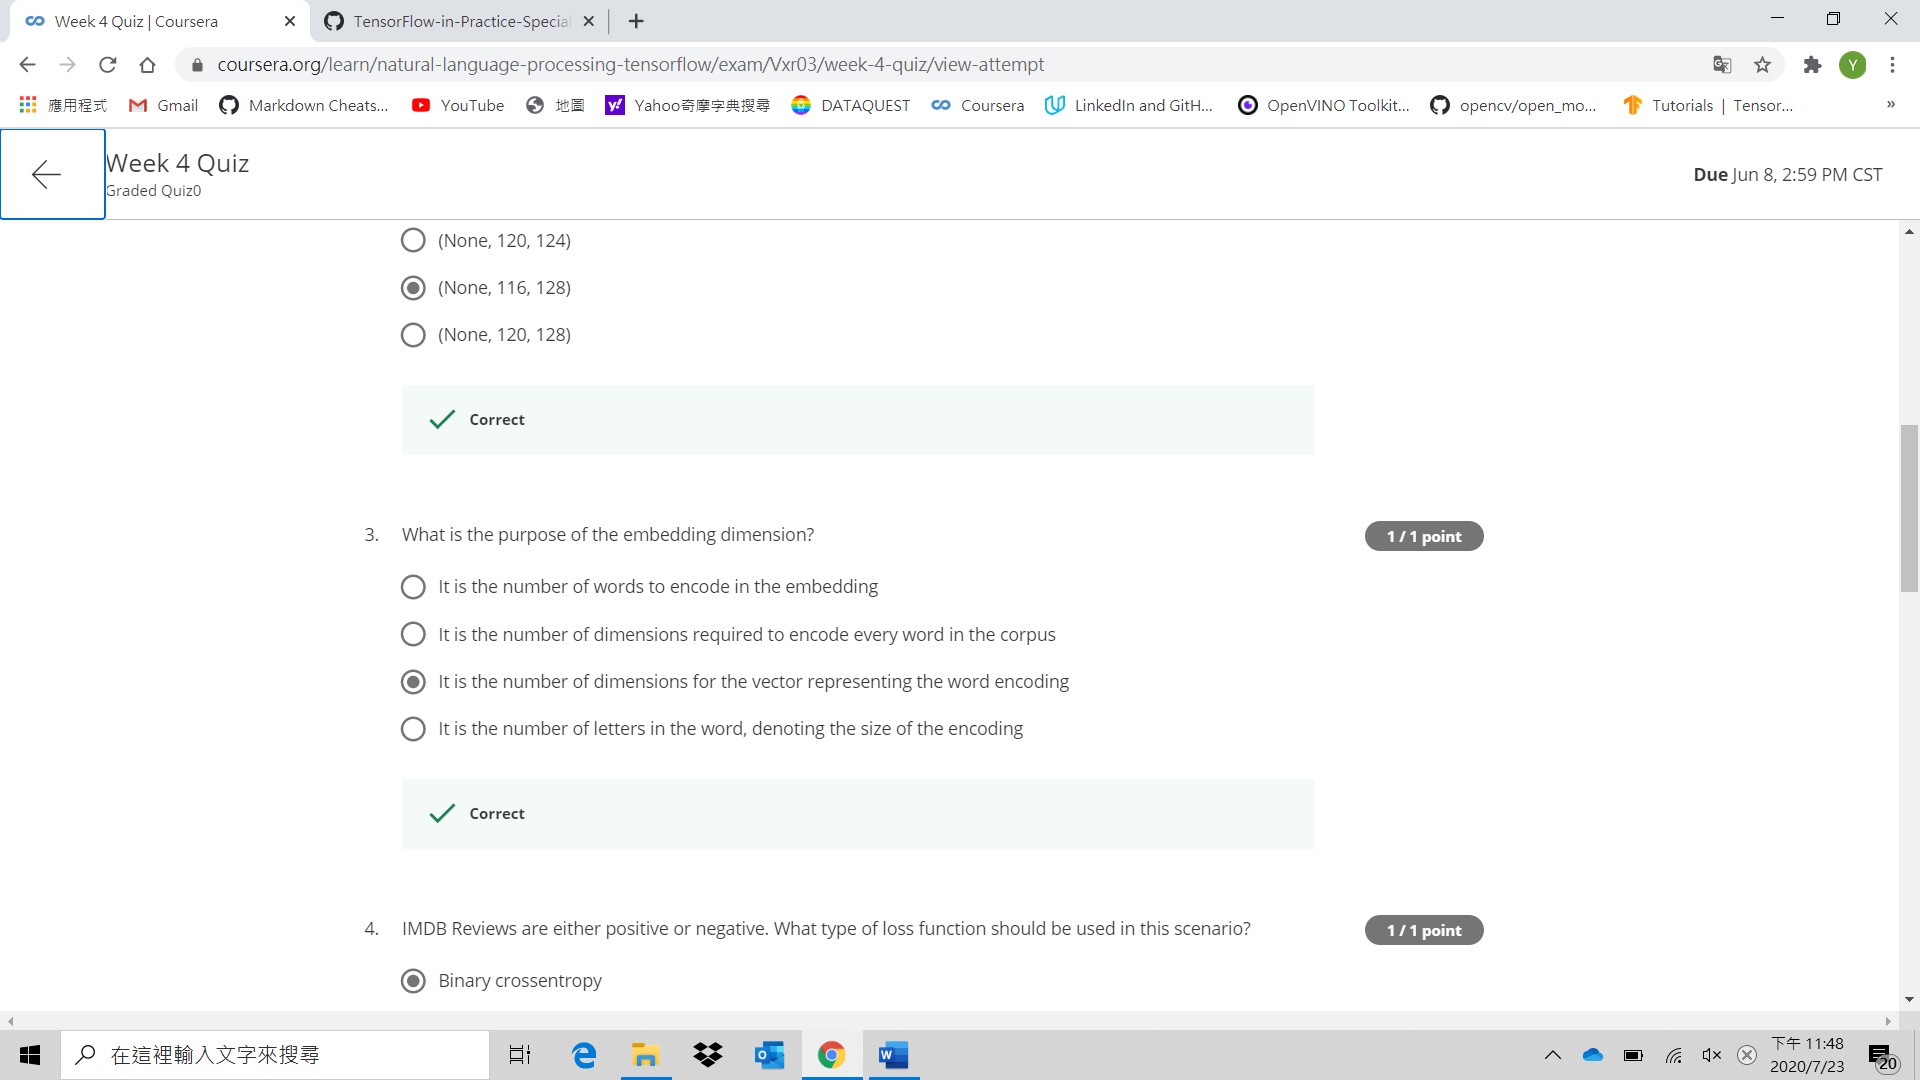 Week 4 Quiz | Coursera
TensorFlow-in-Practice-Special
coursera.org/learn/natural-language-processing-tensorflow/exam/Vxr03/week-4-quiz/view-attempt
Y
應用程式
Gmail
Markdown Cheats...
YouTube
地圖
Yahoo奇摩字典搜尋
DATAQUEST
Coursera
LinkedIn and GitH...
OpenVINO Toolkit...
opencv/open_mo...
Tutorials | Tensor...
»
Week 4 Quiz
Graded Quiz0
Due Jun 8, 2:59 PM CST
(None, 120, 124)
(None, 116, 128)
(None, 120, 128)
Correct
3. What is the purpose of the embedding dimension?
1 / 1 point
It is the number of words to encode in the embedding
It is the number of dimensions required to encode every word in the corpus
It is the number of dimensions for the vector representing the word encoding
It is the number of letters in the word, denoting the size of the encoding
Correct
4. IMDB Reviews are either positive or negative. What type of loss function should be used in this scenario?
1 / 1 point
Binary crossentropy
在這裡輸入文字來搜尋
下午 11:48
2020/7/23
20